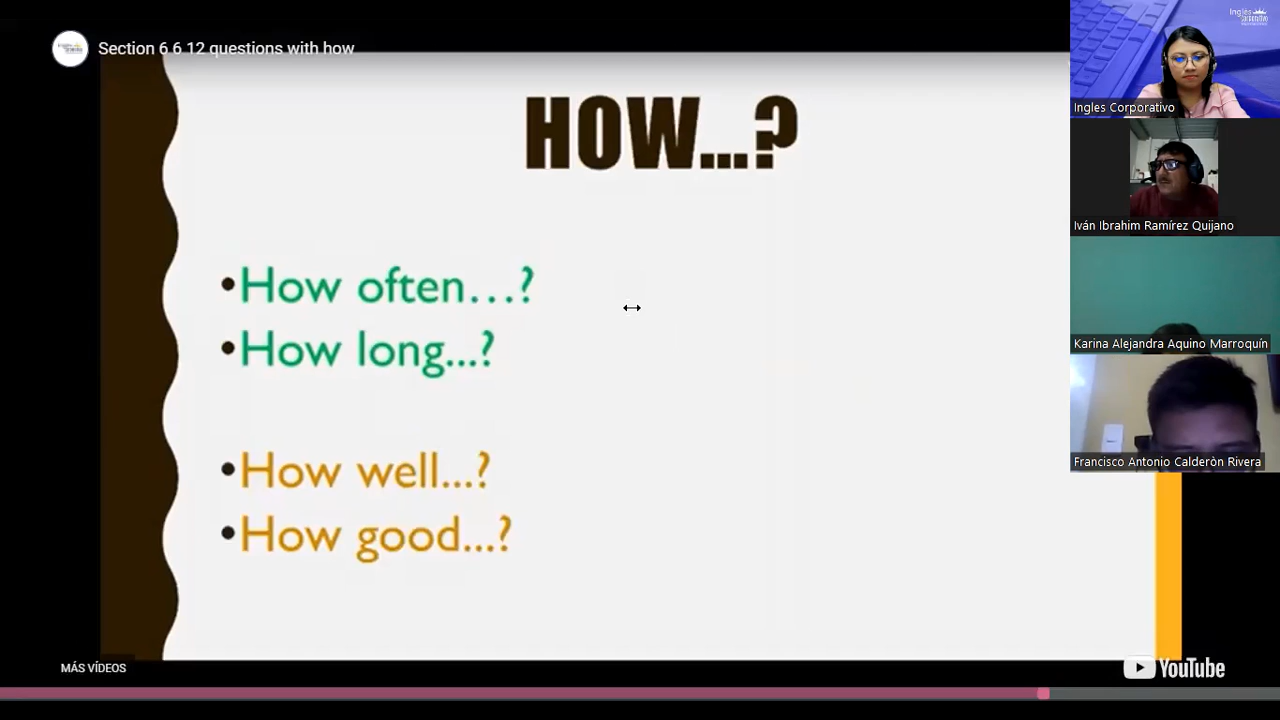 Section 6 6 12 questions with how
HOW...?
•How often...?
•How long...?
•How well...?
•How good...?
MÁS VÍDEOS
YouTube
Inglés
Ingles Corporativo
Iván Ibrahim Ramírez Quijano
Karina Alejandra Aquino Marroquín
Francisco Antonio Calderòn Rivera